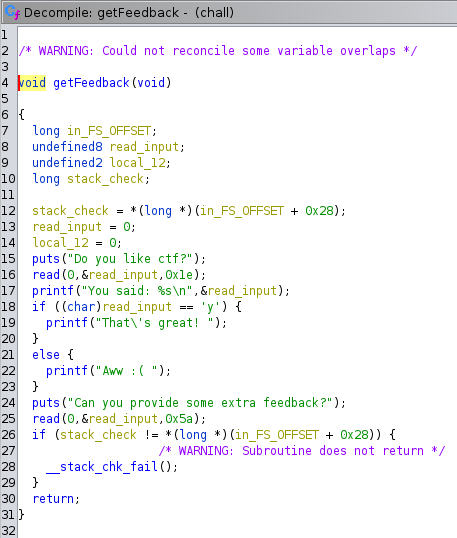 Decompile: getFeedback - (chall)
1
2 /* WARNING: Could not reconcile some variable overlaps */
3
4 void getFeedback(void)
5
6 {
7 long in_FS_OFFSET;
8 undefined8 read_input;
9 undefined2 local_12;
10 long stack_check;
11
12 stack_check = *(long *)(in_FS_OFFSET + 0x28);
13 read_input = 0;
14 local_12 = 0;
15 puts("Do you like ctf?");
16 read(0,&read_input,0x1e);
17 printf("You said: %s\n",&read_input);
18 if ((char)read_input == 'y') {
19 printf("That\'s great! ");
20 }
21 else {
22 printf("Aww :( ");
23 }
24 puts("Can you provide some extra feedback?");
25 read(0,&read_input,0x5a);
26 if (stack_check != *(long *)(in_FS_OFFSET + 0x28)) {
27 /* WARNING: Subroutine does not return */
28 __stack_chk_fail();
29 }
30 return;
31 }
32